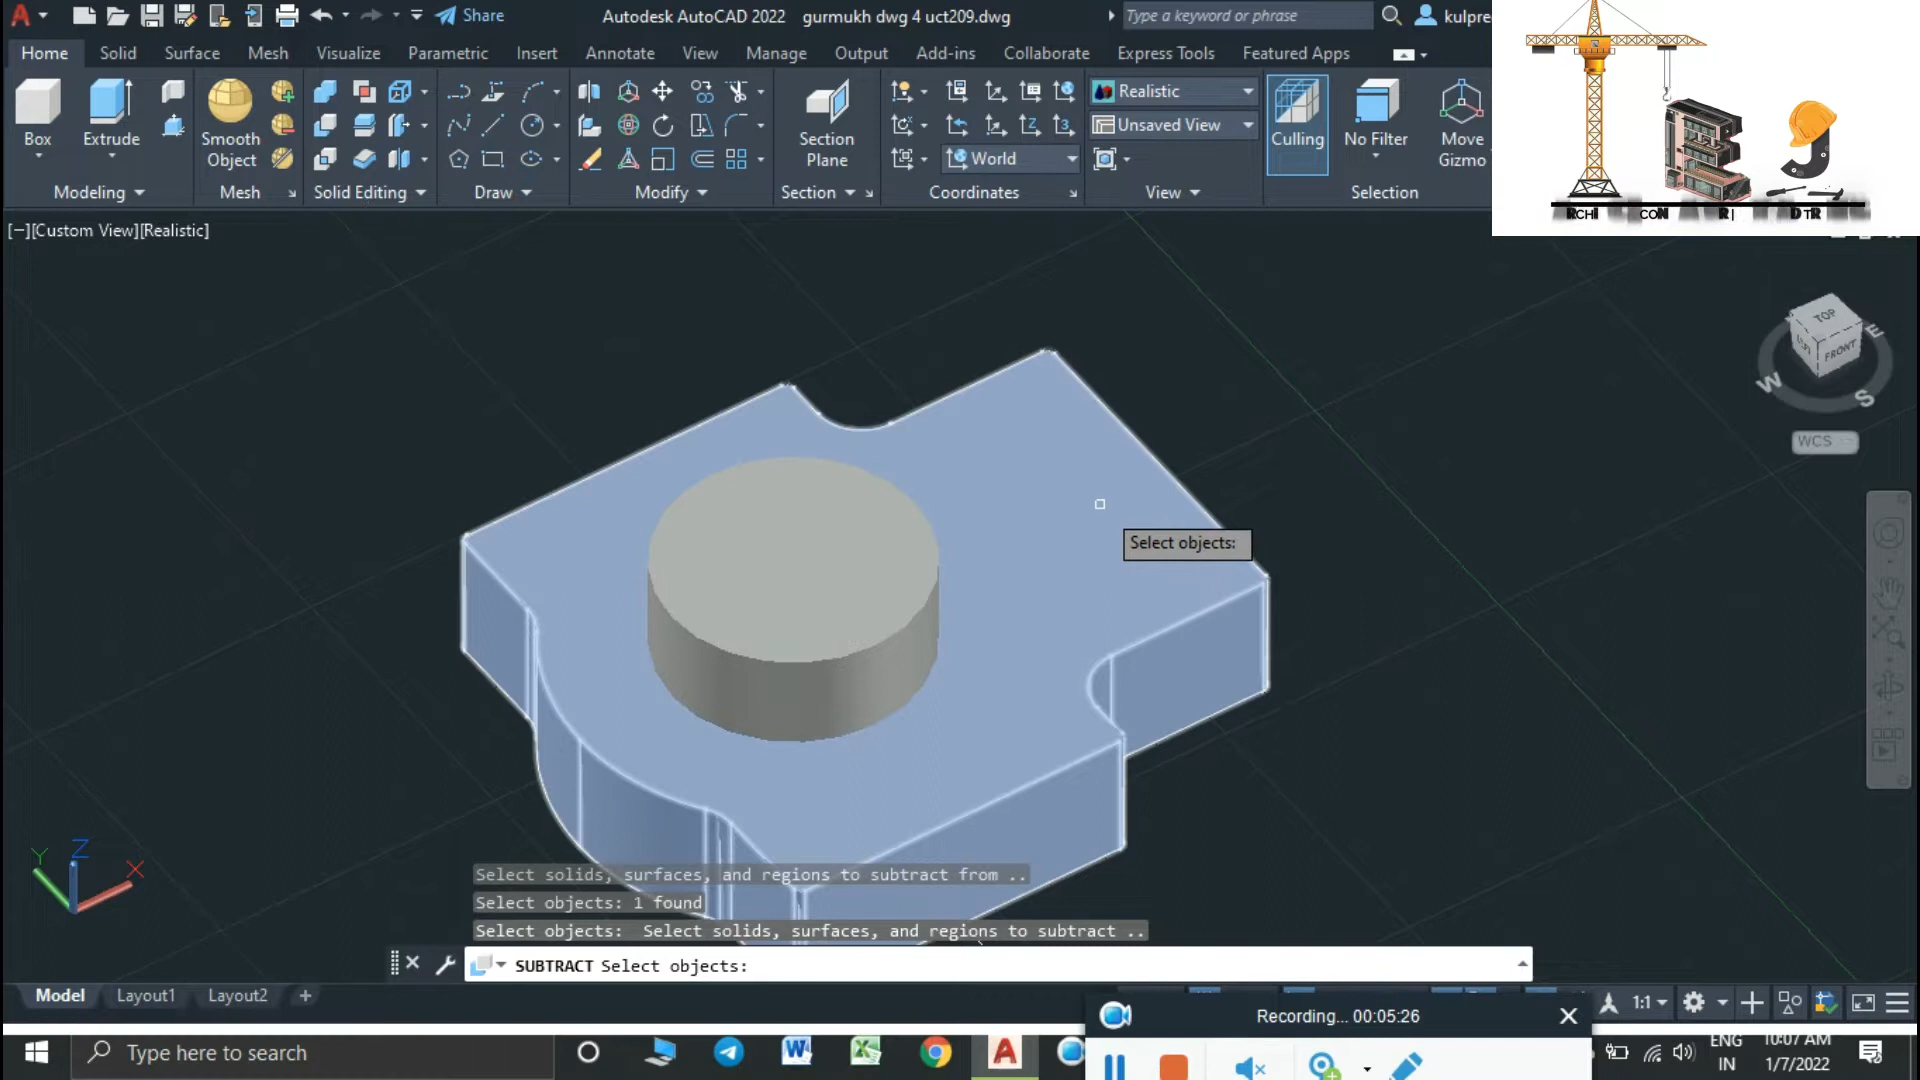 Share
Autodesk AutoCAD 2022 gurmukh dwg 4 uct209.dwg
Type a keyword or phrase
kulpre
Home Solid Surface Mesh Visualize Parametric Insert Annotate View Manage Output Add-ins Collaborate Express Tools Featured Apps
Realistic
Unsaved View
Box Extrude Smooth Object Section Plane World Culling No Filter Move Gizmo
Modeling Mesh Solid Editing Draw Modify Section Coordinates View Selection
[−][Custom View][Realistic]
TOP
FRONT
E
W
S
WCS
Select objects:
Y Z X
Select solids, surfaces, and regions to subtract from ..
Select objects: 1 found
Select objects: Select solids, surfaces, and regions to subtract ..
SUBTRACT Select objects:
Model Layout1 Layout2 +
1:1
Recording... 00:05:26
Type here to search
ENG
IN
10:07 AM
1/7/2022